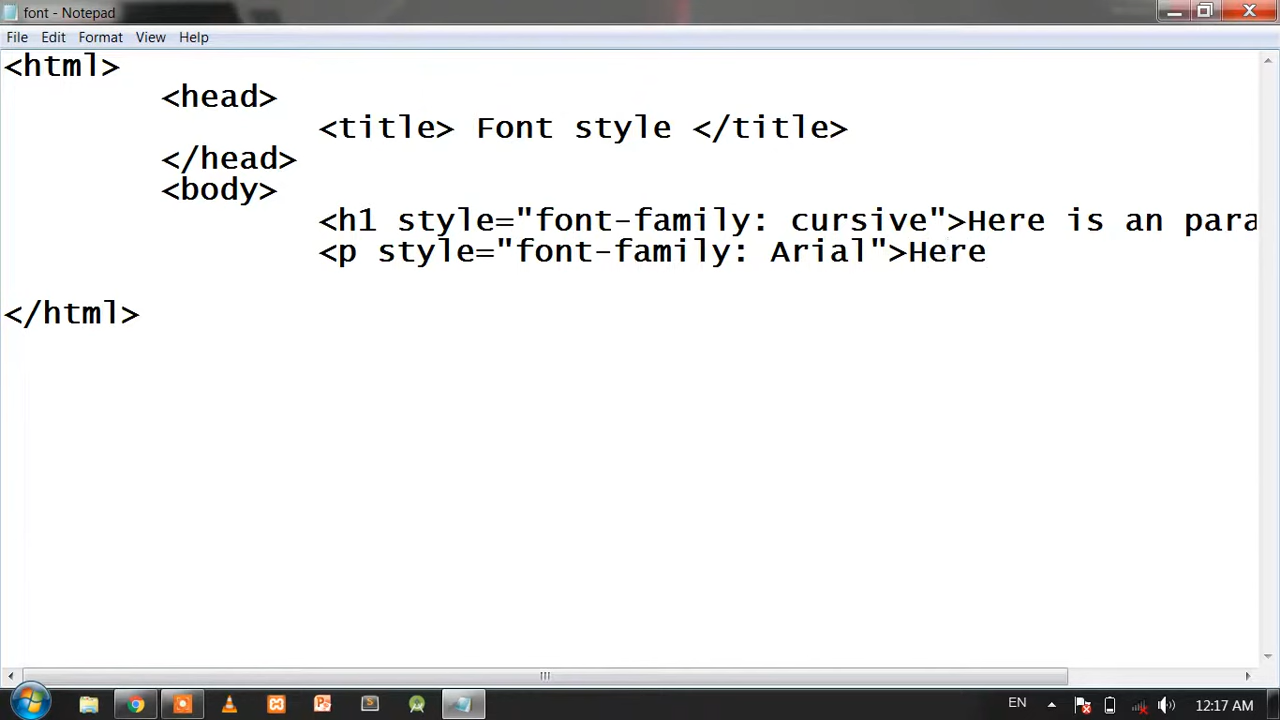 font - Notepad
File Edit Format View Help
<html>
<head>
<title> Font style </title>
</head>
<body>
<h1 style="font-family: cursive">Here is an para
<p style="font-family: Arial">Here
</html>
EN 12:17 AM